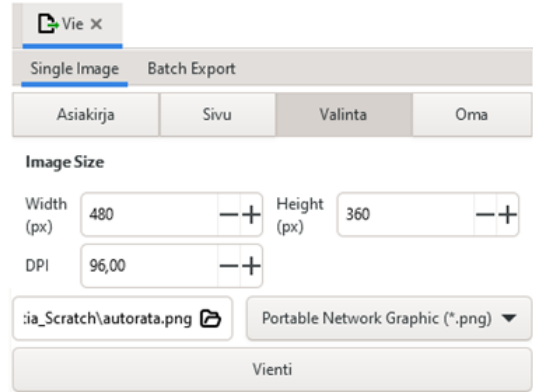 Vie
Single Image Batch Export
Asiakirja Sivu Valinta Oma
Image Size
Width (px) 480 Height (px) 360
DPI 96,00
:ia_Scratch\autorata.png Portable Network Graphic (*.png)
Vienti